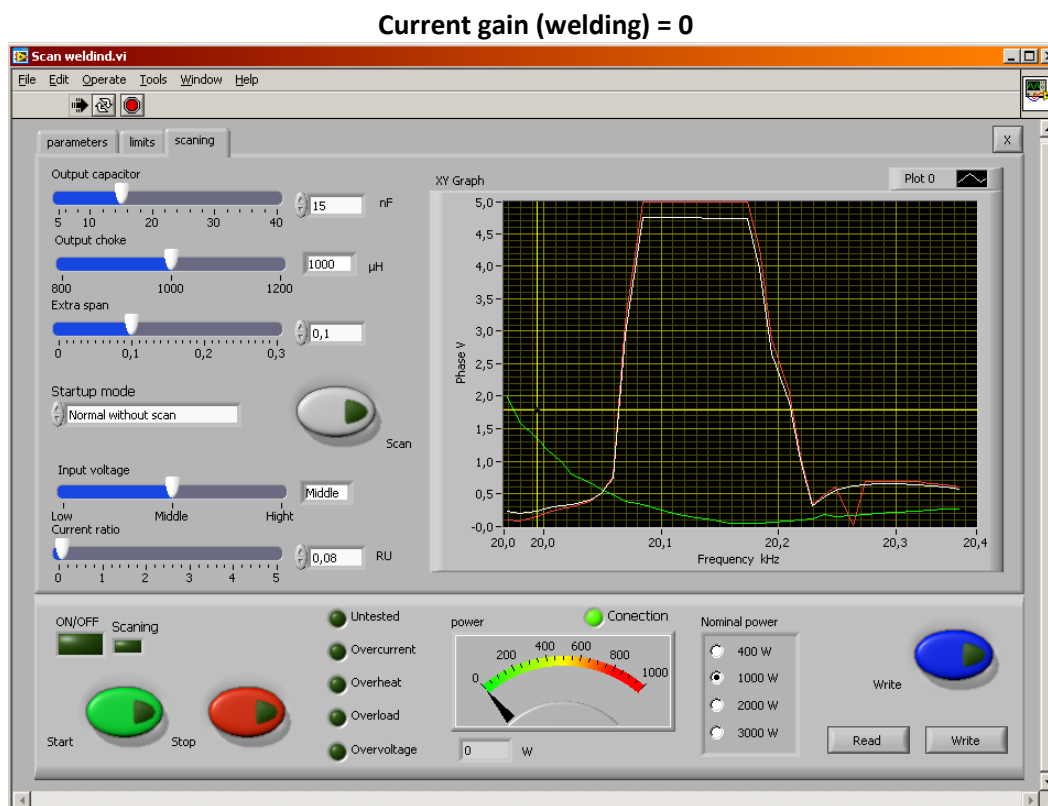 Current gain (welding) = 0
Scan weldind.vi
File Edit Operate Tools Window Help
parameters limits scaning X
Output capacitor
15 nF
5 10 20 30 40
Output choke
1000 µH
800 1000 1200
Extra span
0,1
0 0,1 0,2 0,3
Startup mode
Normal without scan
Scan
Input voltage
Middle
Low Middle Hight
Current ratio
0,08 RU
0 1 2 3 4 5
XY Graph
Plot 0
5,0
4,5
4,0
3,5
3,0
2,5
2,0
1,5
1,0
0,5
-0,0
Phase V
20,0 20,0 20,1 20,2 20,3 20,4
Frequency kHz
ON/OFF Scaning
Start Stop
Untested
Overcurrent
Overheat
Overload
Overvoltage
power
Conection
0 200 400 600 800 1000
0 W
Nominal power
400 W
1000 W
2000 W
3000 W
Write
Read Write